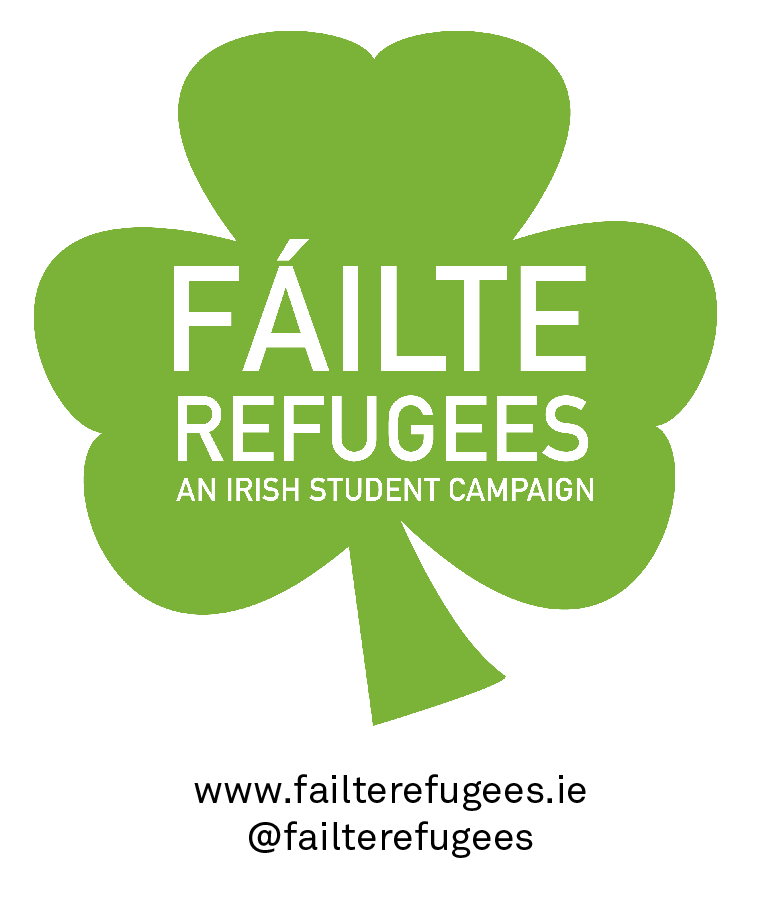 FÁILTE
REFUGEES
AN IRISH STUDENT CAMPAIGN
www.failterefugees.ie
@failterefugees